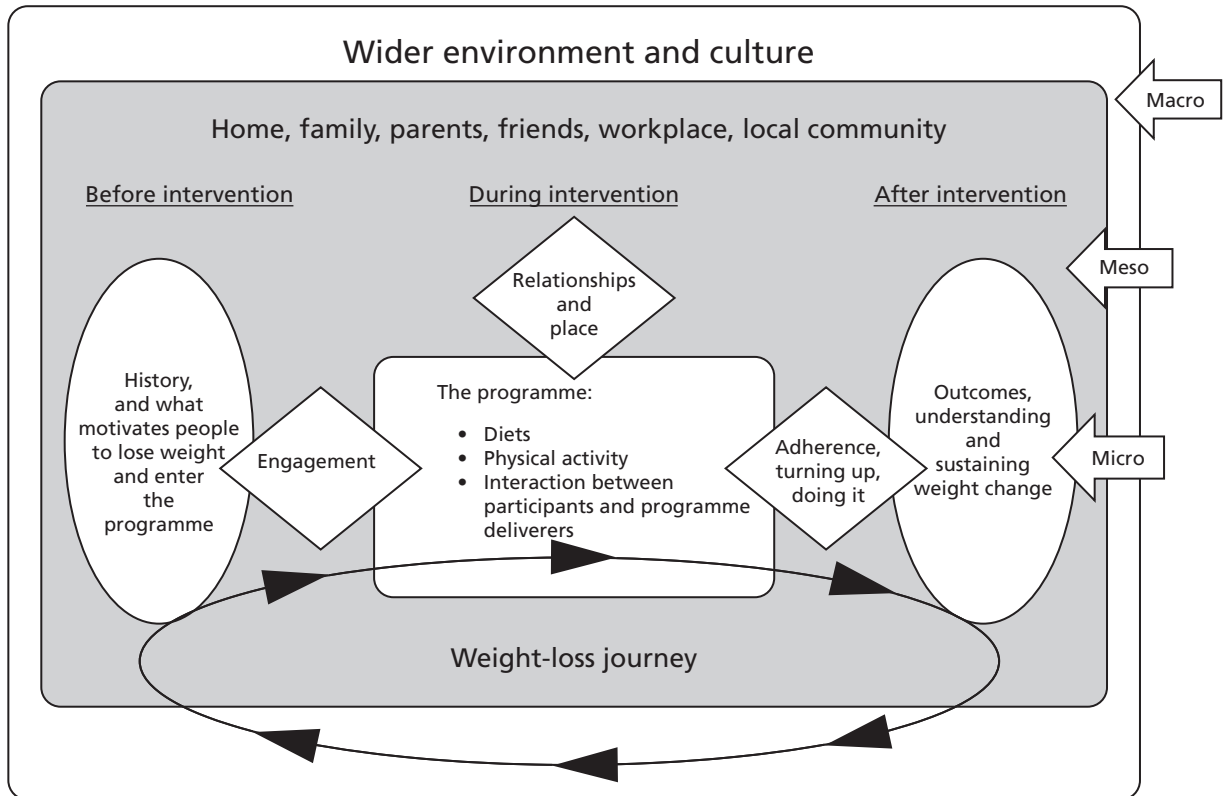 Wider environment and culture
Macro
Home, family, parents, friends, workplace, local community
Before intervention
During intervention
After intervention
Meso
Relationships
and
place
History,
and what
motivates people
to lose weight
and enter
the
programme
Engagement
The programme:
• Diets
• Physical activity
• Interaction between
participants and programme
deliverers
Adherence,
turning up,
doing it
Outcomes,
understanding
and
sustaining
weight change
Micro
Weight-loss journey